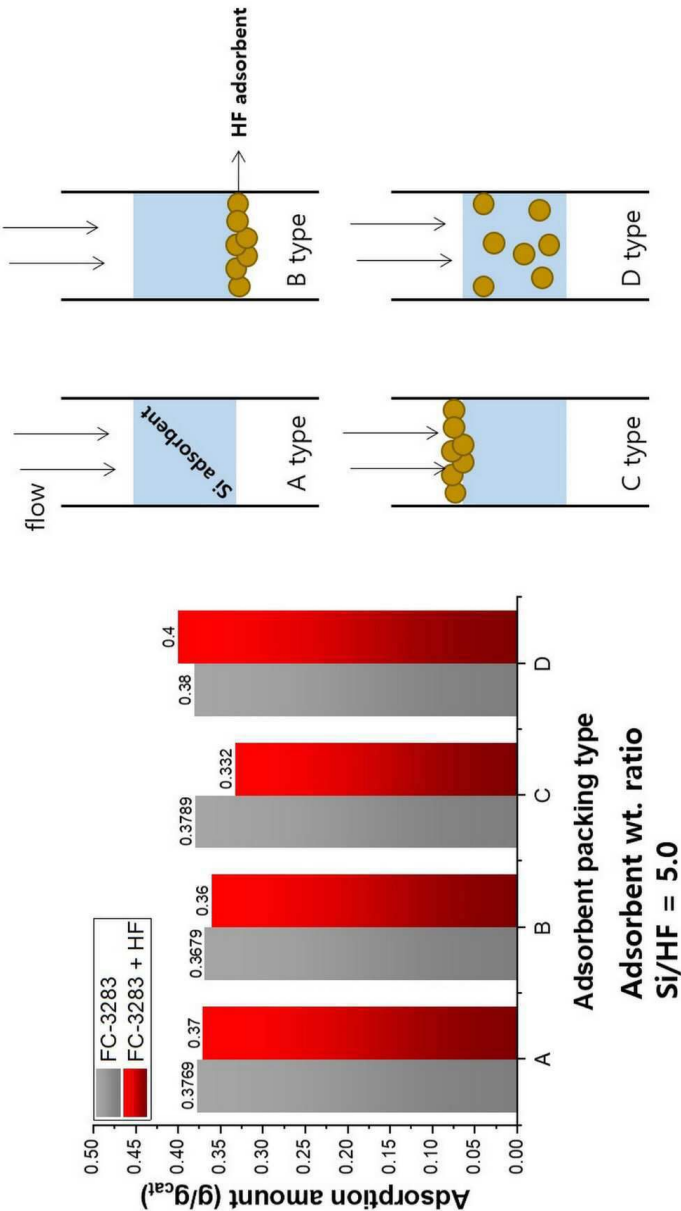 FC-3283
FC-3283 + HF
Adsorption amount (g/gcat)
0.50
0.45
0.40
0.35
0.30
0.25
0.20
0.15
0.10
0.05
0.00
0.3769
0.37
0.3679
0.36
0.3789
0.332
0.38
0.4
A
B
C
D
Adsorbent packing type
Adsorbent wt. ratio
Si/HF = 5.0
flow
Si adsorbent
A type
HF adsorbent
B type
C type
D type